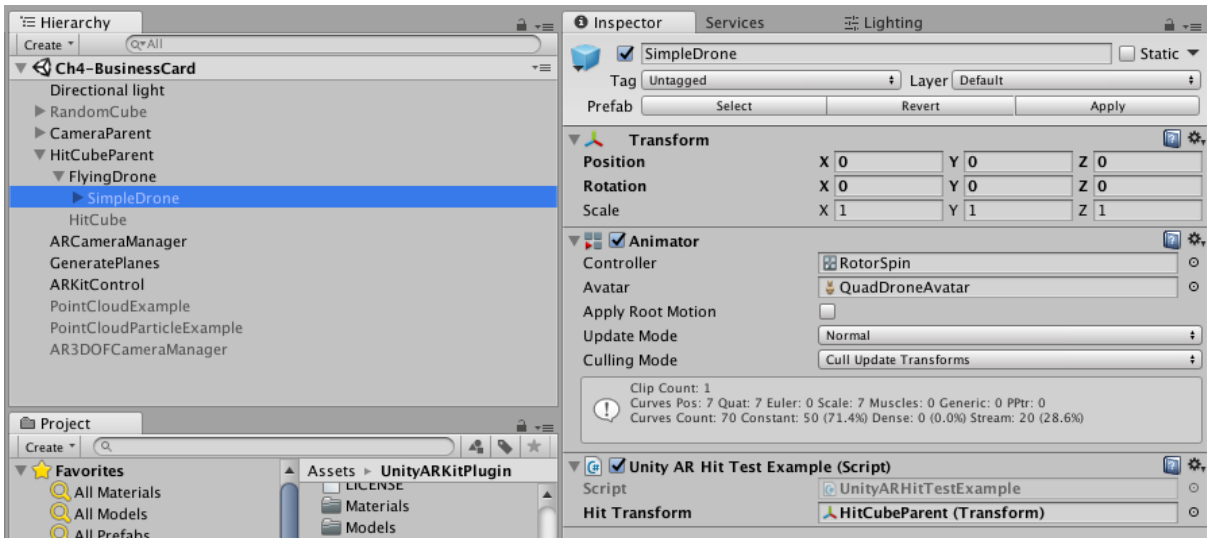 Hierarchy
Create
All
Ch4-BusinessCard
Directional light
RandomCube
CameraParent
HitCubeParent
FlyingDrone
SimpleDrone
HitCube
ARCameraManager
GeneratePlanes
ARKitControl
PointCloudExample
PointCloudParticleExample
AR3DOFCameraManager
Project
Create
Favorites
All Materials
All Models
All Prefabs
Assets UnityARKitPlugin
LICENSE
Materials
Models
Inspector Services Lighting
SimpleDrone Static
Tag Untagged Layer Default
Prefab Select Revert Apply
Transform
Position X 0 Y 0 Z 0
Rotation X 0 Y 0 Z 0
Scale X 1 Y 1 Z 1
Animator
Controller RotorSpin
Avatar QuadDroneAvatar
Apply Root Motion
Update Mode Normal
Culling Mode Cull Update Transforms
Clip Count: 1
Curves Pos: 7 Quat: 7 Euler: 0 Scale: 7 Muscles: 0 Generic: 0 PPtr: 0
Curves Count: 70 Constant: 50 (71.4%) Dense: 0 (0.0%) Stream: 20 (28.6%)
Unity AR Hit Test Example (Script)
Script UnityARHitTestExample
Hit Transform HitCubeParent (Transform)